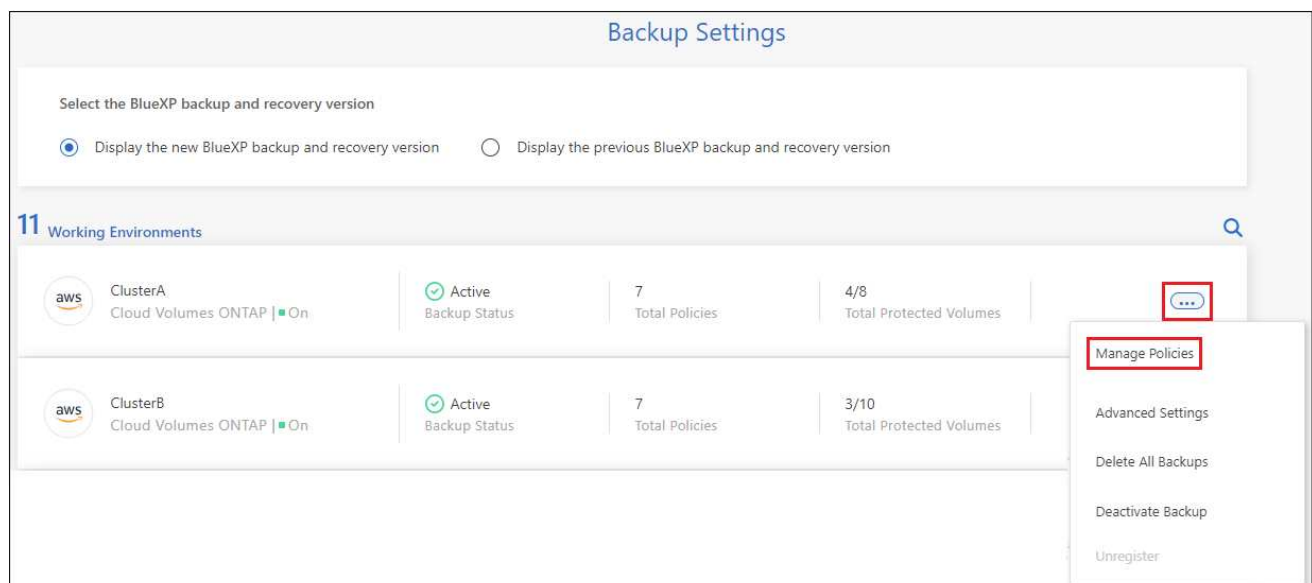 Backup Settings
Select the BlueXP backup and recovery version
Display the new BlueXP backup and recovery version
Display the previous BlueXP backup and recovery version
11 Working Environments
aws
ClusterA
Cloud Volumes ONTAP | On
Active
Backup Status
7
Total Policies
4/8
Total Protected Volumes
...
Manage Policies
Advanced Settings
Delete All Backups
Deactivate Backup
Unregister
aws
ClusterB
Cloud Volumes ONTAP | On
Active
Backup Status
7
Total Policies
3/10
Total Protected Volumes